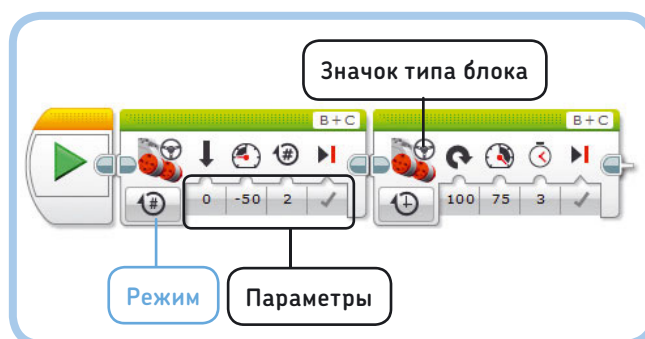 Значок типа блока
B+C
B+C
#
#
0 -50 2
100 75 3
Режим
Параметры